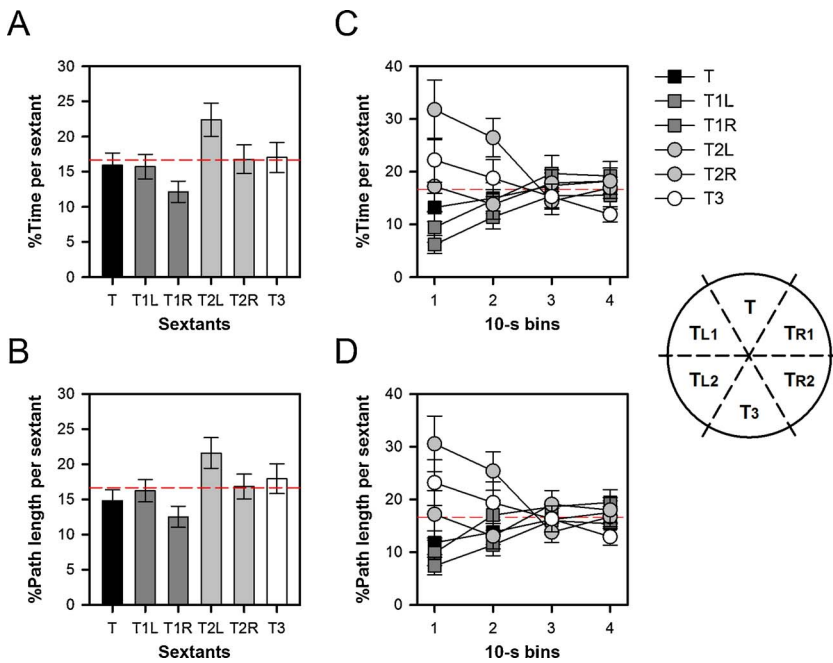 A
30
25
20
15
10
5
0
%Time per sextant
T T1L T1R T2L T2R T3
Sextants
C
40
30
20
10
0
%Time per sextant
1 2 3 4
10-s bins
T
T1L
T1R
T2L
T2R
T3
B
30
25
20
15
10
5
0
%Path length per sextant
T T1L T1R T2L T2R T3
Sextants
D
40
30
20
10
0
%Path length per sextant
1 2 3 4
10-s bins
T
TL1 TR1
TL2 TR2
T3